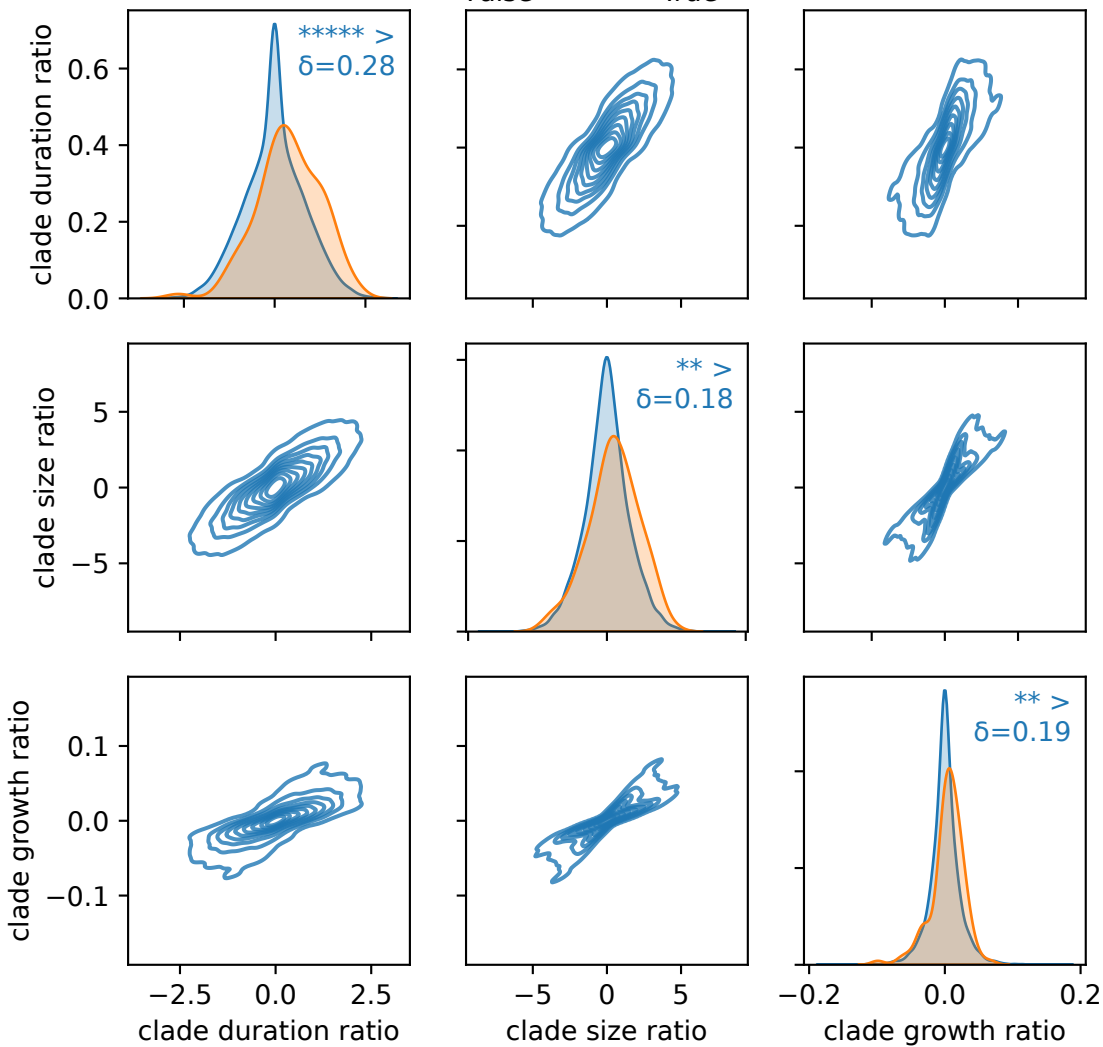 clade duration ratio
0.6
0.4
0.2
0.0
***** >
δ=0.28
clade size ratio
5
0
−5
** >
δ=0.18
clade growth ratio
0.1
0.0
−0.1
** >
δ=0.19
−2.5 0.0 2.5
−5 0 5
−0.2 0.0 0.2
clade duration ratio
clade size ratio
clade growth ratio